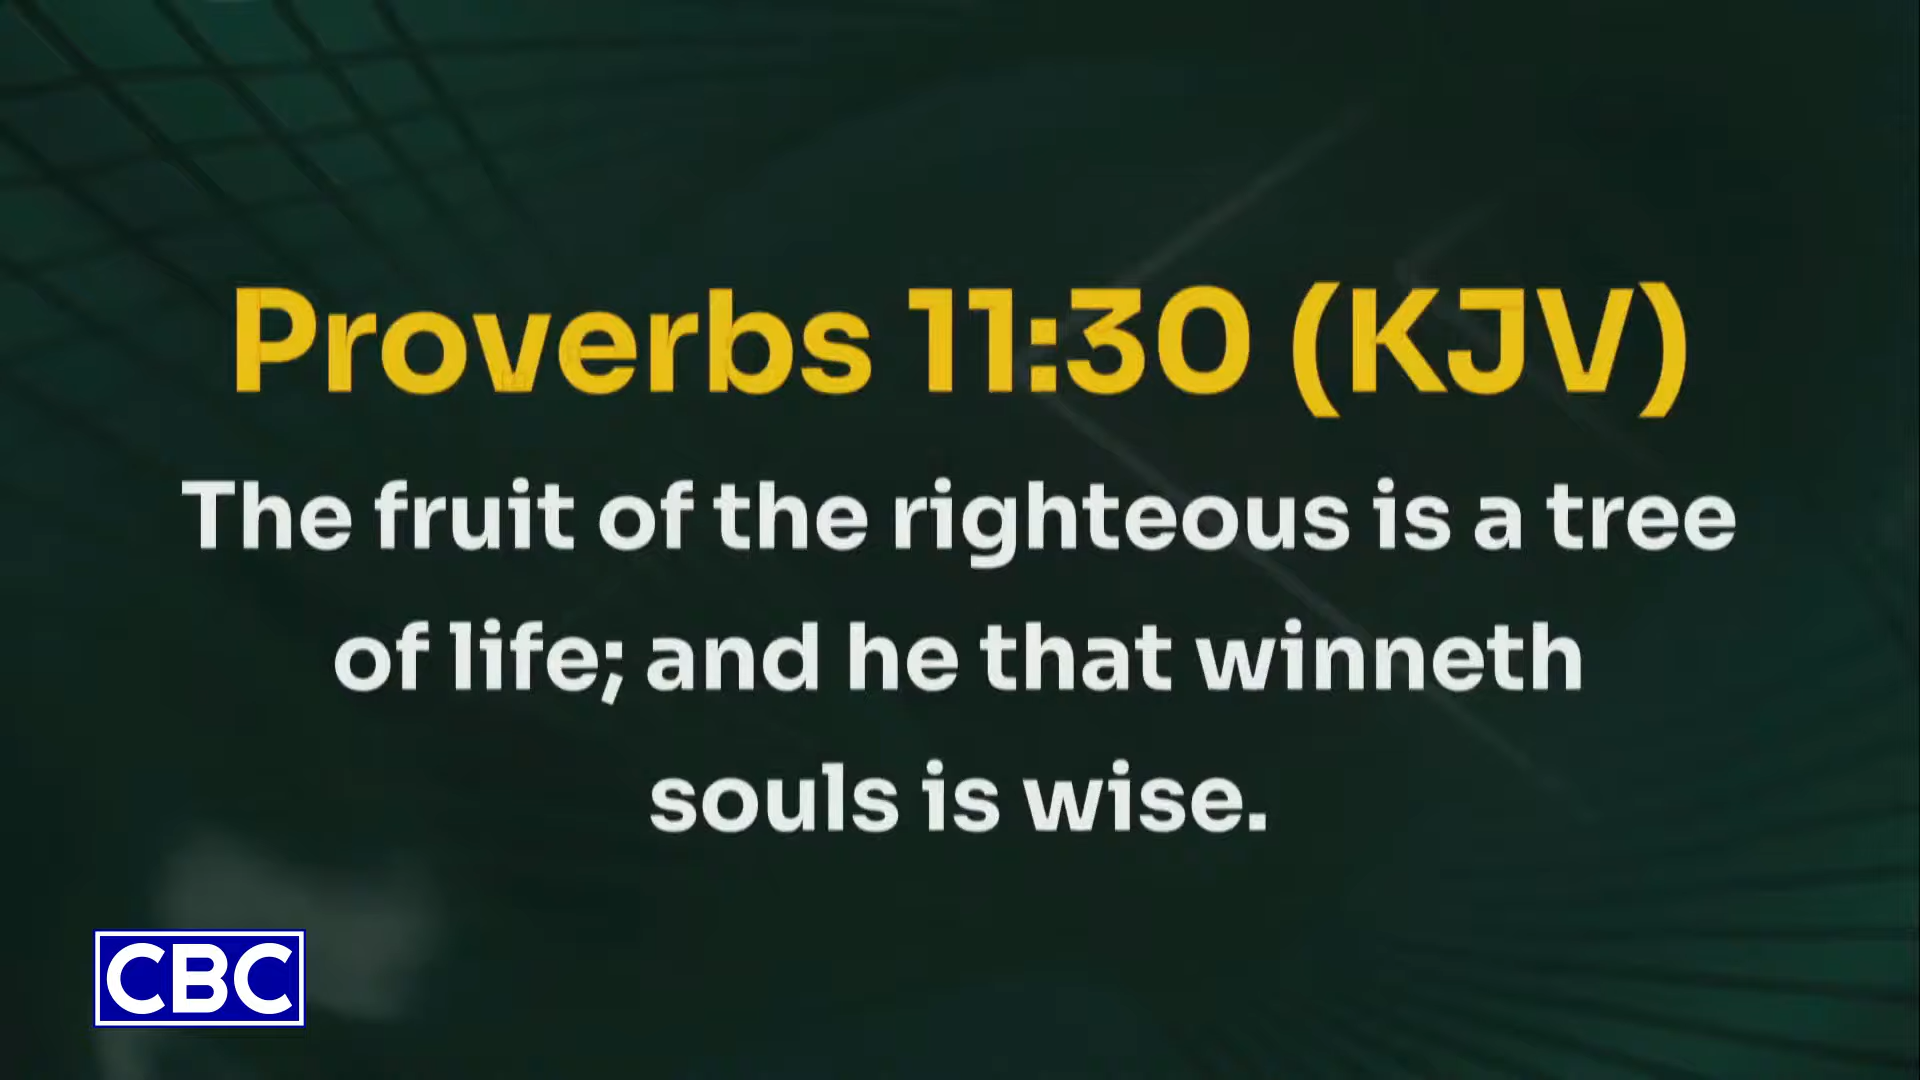 Proverbs 11:30 (KJV)
The fruit of the righteous is a tree
of life; and he that winneth
souls is wise.
CBC